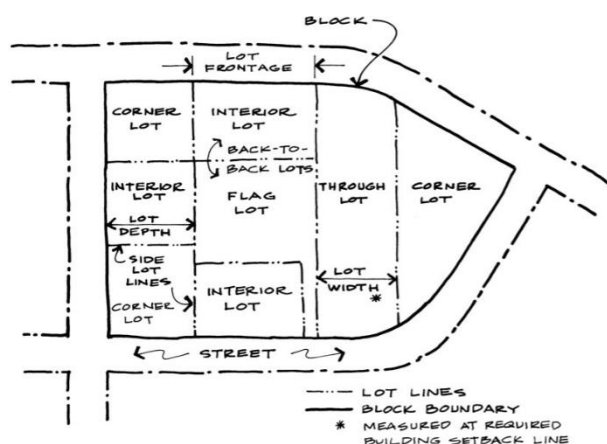 BLOCK
LOT
FRONTAGE
CORNER
LOT
INTERIOR
LOT
BACK-TO-
BACK LOTS
INTERIOR
LOT
FLAG
LOT
THROUGH
LOT
CORNER
LOT
LOT
DEPTH
SIDE
LOT
LINES
CORNER
LOT
INTERIOR
LOT
LOT
WIDTH
*
STREET
LOT LINES
BLOCK BOUNDARY
* MEASURED AT REQUIRED
BUILDING SETBACK LINE